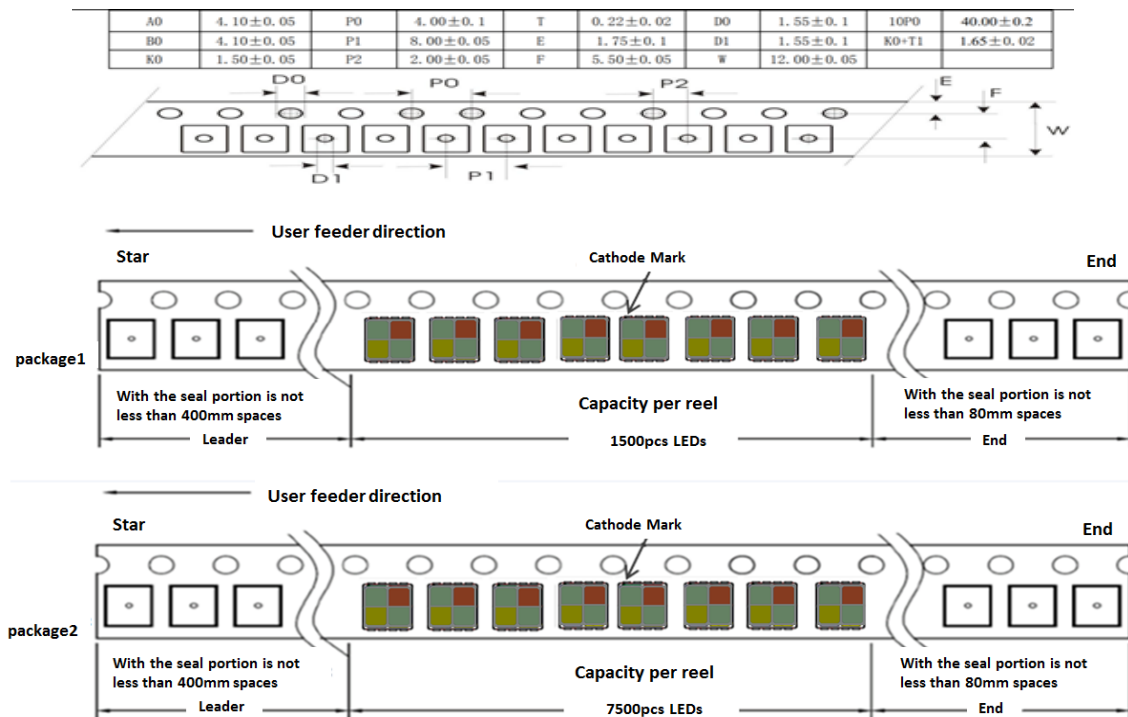 A0 4.10±0.05 P0 4.00±0.1 T 0.22±0.02 D0 1.55±0.1 10P0 40.00±0.2
B0 4.10±0.05 P1 8.00±0.05 E 1.75±0.1 D1 1.55±0.1 K0+T1 1.65±0.02
K0 1.50±0.05 P2 2.00±0.05 F 5.50±0.05 W 12.00±0.05
D0 P0 P2 E
F
W
D1 P1
User feeder direction
Star
Cathode Mark
End
package1
With the seal portion is not
less than 400mm spaces
Capacity per reel
With the seal portion is not
less than 80mm spaces
Leader
1500pcs LEDs
End
User feeder direction
Star
Cathode Mark
End
package2
With the seal portion is not
less than 400mm spaces
Capacity per reel
With the seal portion is not
less than 80mm spaces
Leader
7500pcs LEDs
End